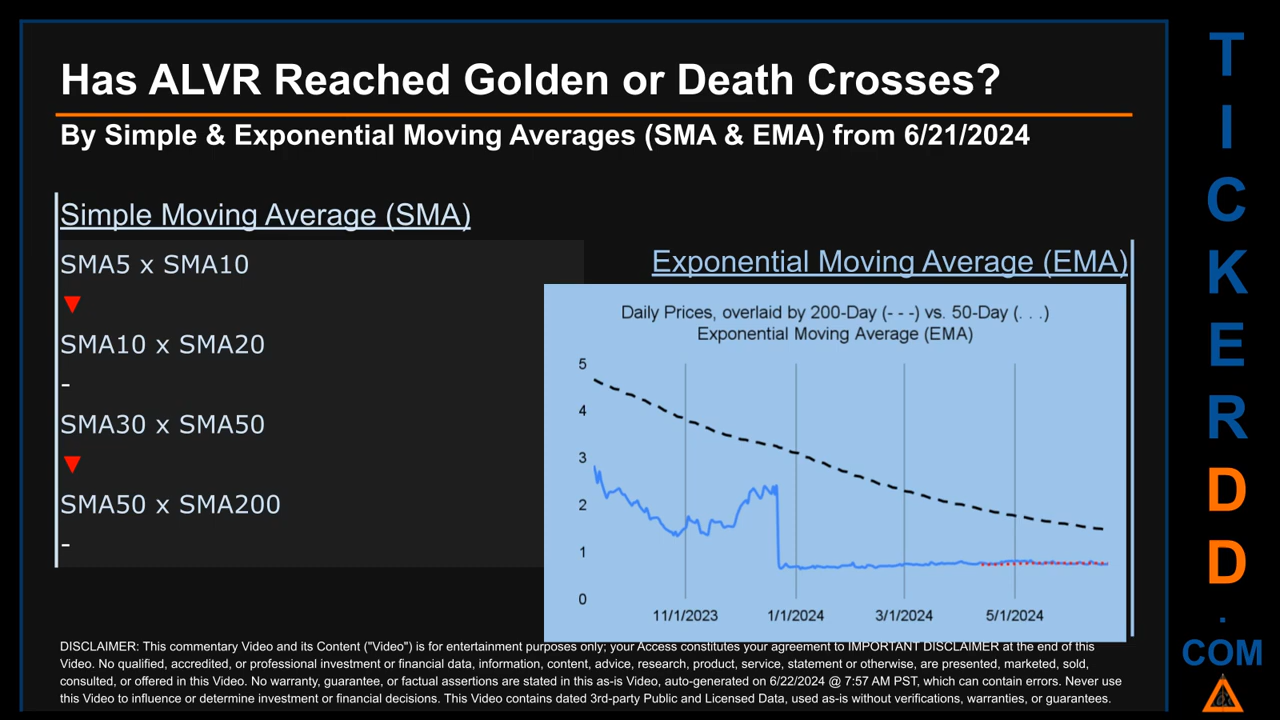 Has ALVR Reached Golden or Death Crosses?
By Simple & Exponential Moving Averages (SMA & EMA) from 6/21/2024
Simple Moving Average (SMA)
SMA5 x SMA10
▼
SMA10 x SMA20
-
SMA30 x SMA50
▼
SMA50 x SMA200
-
Exponential Moving Average (EMA)
Daily Prices, overlaid by 200-Day (- - -) vs. 50-Day (. . .)
Exponential Moving Average (EMA)
5
4
3
2
1
0
11/1/2023 1/1/2024 3/1/2024 5/1/2024
DISCLAIMER: This commentary Video and its Content ("Video") is for entertainment purposes only; your Access constitutes your agreement to IMPORTANT DISCLAIMER at the end of this
Video. No qualified, accredited, or professional investment or financial data, information, content, advice, research, product, service, statement or otherwise, are presented, marketed, sold,
consulted, or offered in this Video. No warranty, guarantee, or factual assertions are stated in this as-is Video, auto-generated on 6/22/2024 @ 7:57 AM PST, which can contain errors. Never use
this Video to influence or determine investment or financial decisions. This Video contains dated 3rd-party Public and Licensed Data, used as-is without verifications, warranties, or guarantees.
T
I
C
K
E
R
D
D
.
COM